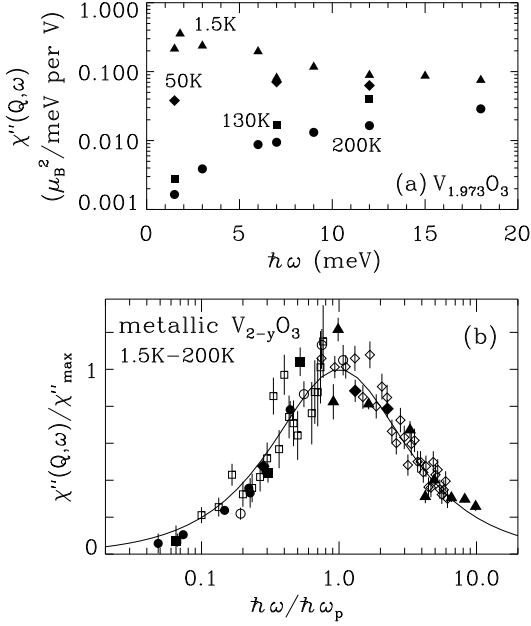 1.000
1.5K
0.100
50K
130K
0.010
200K
(a) V₁.₉₇₃O₃
0.001
χ''(Q,ω)
(μ_B²/meV per V)
0 5 10 15 20
ħω (meV)
metallic V₂₋yO₃ (b)
1.5K−200K
1
0
χ''(Q,ω)/χ''max
0.1 1.0 10.0
ħω/ħωp